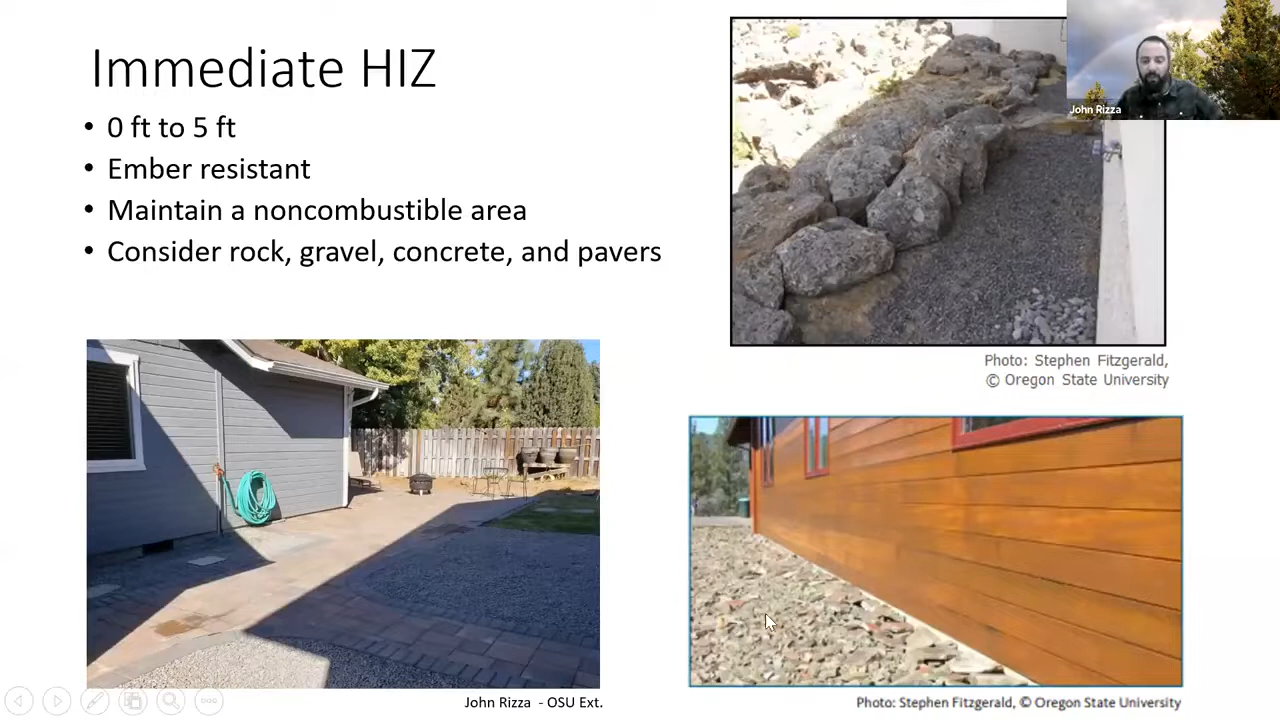 Immediate HIZ
• 0 ft to 5 ft
• Ember resistant
• Maintain a noncombustible area
• Consider rock, gravel, concrete, and pavers
John Rizza
Photo: Stephen Fitzgerald,
© Oregon State University
John Rizza - OSU Ext.
Photo: Stephen Fitzgerald, © Oregon State University